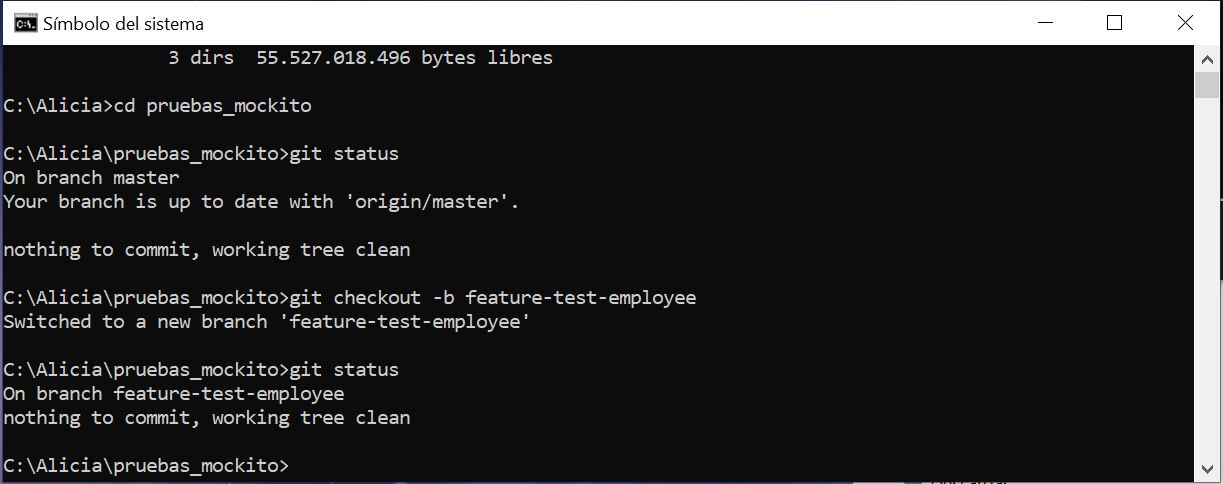 Símbolo del sistema
3 dirs  55.527.018.496 bytes libres
C:\Alicia>cd pruebas_mockito
C:\Alicia\pruebas_mockito>git status
On branch master
Your branch is up to date with 'origin/master'.
nothing to commit, working tree clean
C:\Alicia\pruebas_mockito>git checkout -b feature-test-employee
Switched to a new branch 'feature-test-employee'
C:\Alicia\pruebas_mockito>git status
On branch feature-test-employee
nothing to commit, working tree clean
C:\Alicia\pruebas_mockito>